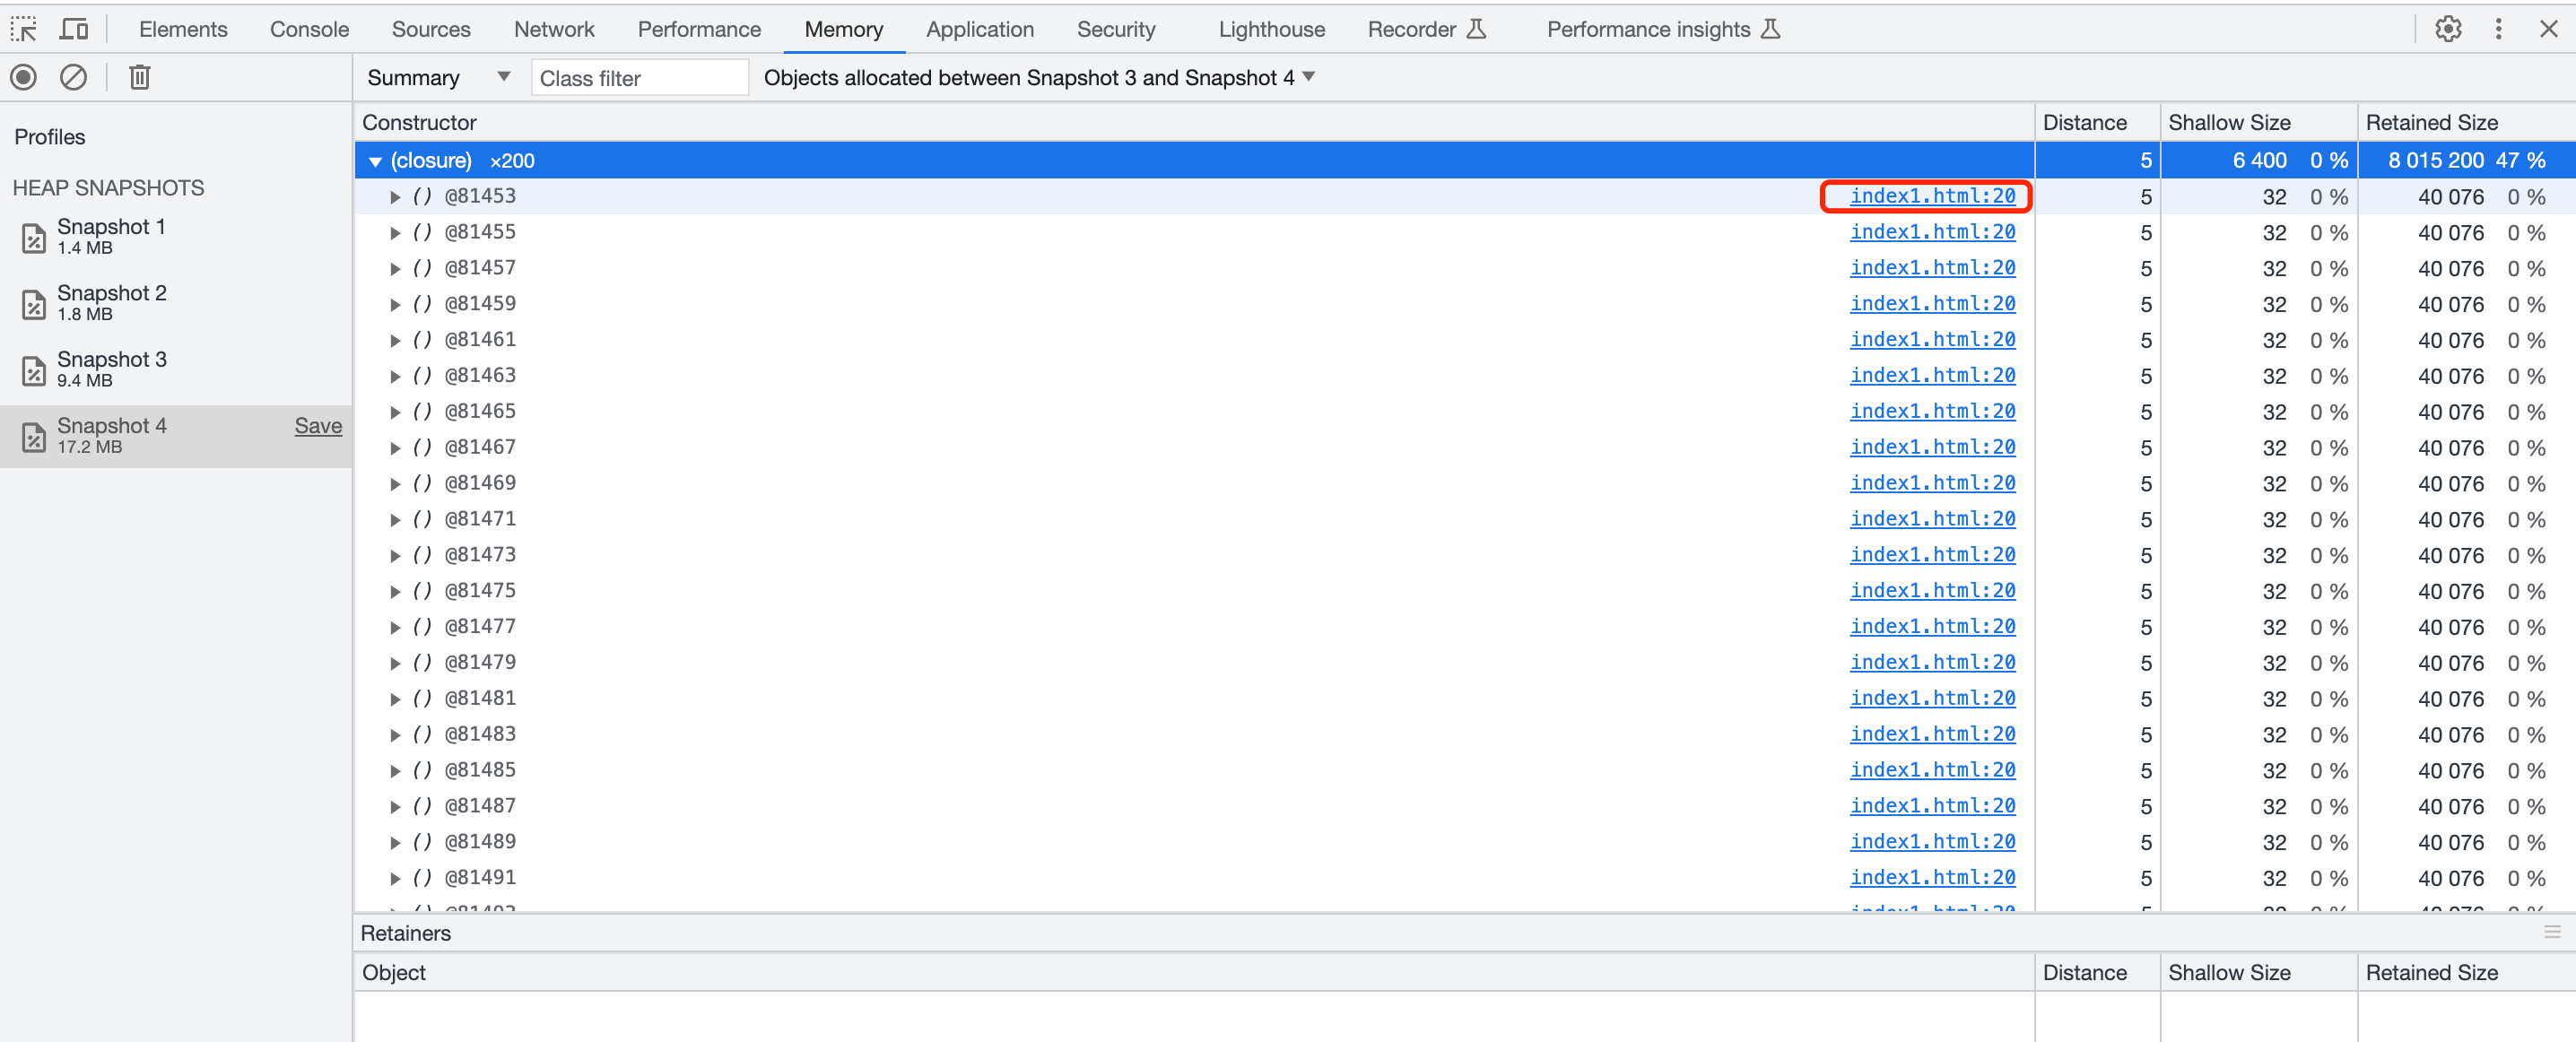 Elements Console Sources Network Performance Memory Application Security Lighthouse Recorder Performance insights
Summary Class filter Objects allocated between Snapshot 3 and Snapshot 4
Profiles
HEAP SNAPSHOTS
Snapshot 1
1.4 MB
Snapshot 2
1.8 MB
Snapshot 3
9.4 MB
Snapshot 4 Save
17.2 MB
Constructor Distance Shallow Size Retained Size
(closure) ×200 5 6 400 0 % 8 015 200 47 %
() @81453 index1.html:20 5 32 0 % 40 076 0 %
() @81455 index1.html:20 5 32 0 % 40 076 0 %
() @81457 index1.html:20 5 32 0 % 40 076 0 %
() @81459 index1.html:20 5 32 0 % 40 076 0 %
() @81461 index1.html:20 5 32 0 % 40 076 0 %
() @81463 index1.html:20 5 32 0 % 40 076 0 %
() @81465 index1.html:20 5 32 0 % 40 076 0 %
() @81467 index1.html:20 5 32 0 % 40 076 0 %
() @81469 index1.html:20 5 32 0 % 40 076 0 %
() @81471 index1.html:20 5 32 0 % 40 076 0 %
() @81473 index1.html:20 5 32 0 % 40 076 0 %
() @81475 index1.html:20 5 32 0 % 40 076 0 %
() @81477 index1.html:20 5 32 0 % 40 076 0 %
() @81479 index1.html:20 5 32 0 % 40 076 0 %
() @81481 index1.html:20 5 32 0 % 40 076 0 %
() @81483 index1.html:20 5 32 0 % 40 076 0 %
() @81485 index1.html:20 5 32 0 % 40 076 0 %
() @81487 index1.html:20 5 32 0 % 40 076 0 %
() @81489 index1.html:20 5 32 0 % 40 076 0 %
() @81491 index1.html:20 5 32 0 % 40 076 0 %
Retainers
Object Distance Shallow Size Retained Size